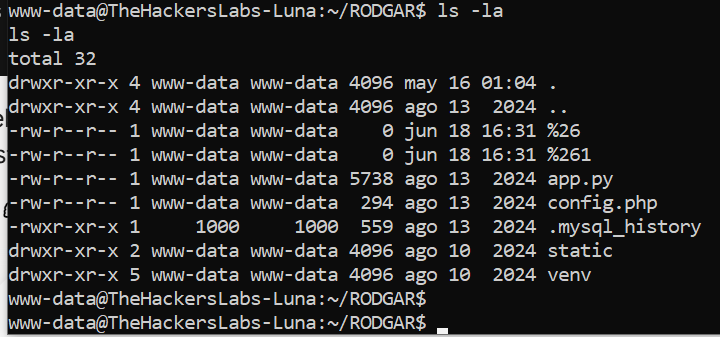 www-data@TheHackersLabs-Luna:~/RODGAR$ ls -la
ls -la
total 32
drwxr-xr-x 4 www-data www-data 4096 may 16 01:04 .
drwxr-xr-x 4 www-data www-data 4096 ago 13  2024 ..
-rw-r--r-- 1 www-data www-data    0 jun 18 16:31 %26
-rw-r--r-- 1 www-data www-data    0 jun 18 16:31 %261
-rw-r--r-- 1 www-data www-data 5738 ago 13  2024 app.py
-rw-r--r-- 1 www-data www-data  294 ago 13  2024 config.php
-rwxr-xr-x 1     1000     1000  559 ago 13  2024 .mysql_history
drwxr-xr-x 2 www-data www-data 4096 ago 10  2024 static
drwxr-xr-x 5 www-data www-data 4096 ago 10  2024 venv
www-data@TheHackersLabs-Luna:~/RODGAR$
www-data@TheHackersLabs-Luna:~/RODGAR$